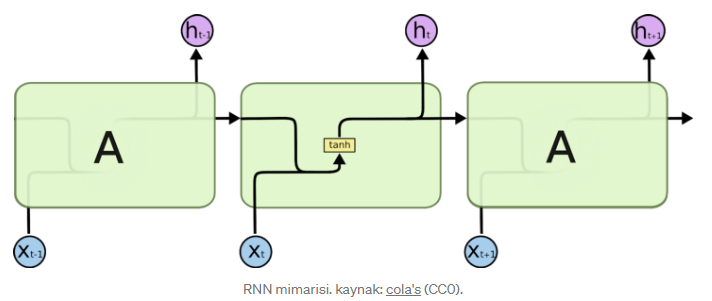 ht-1 ht ht+1
A tanh A
xt-1 xt xt+1
RNN mimarisi. kaynak: cola's (CC0).